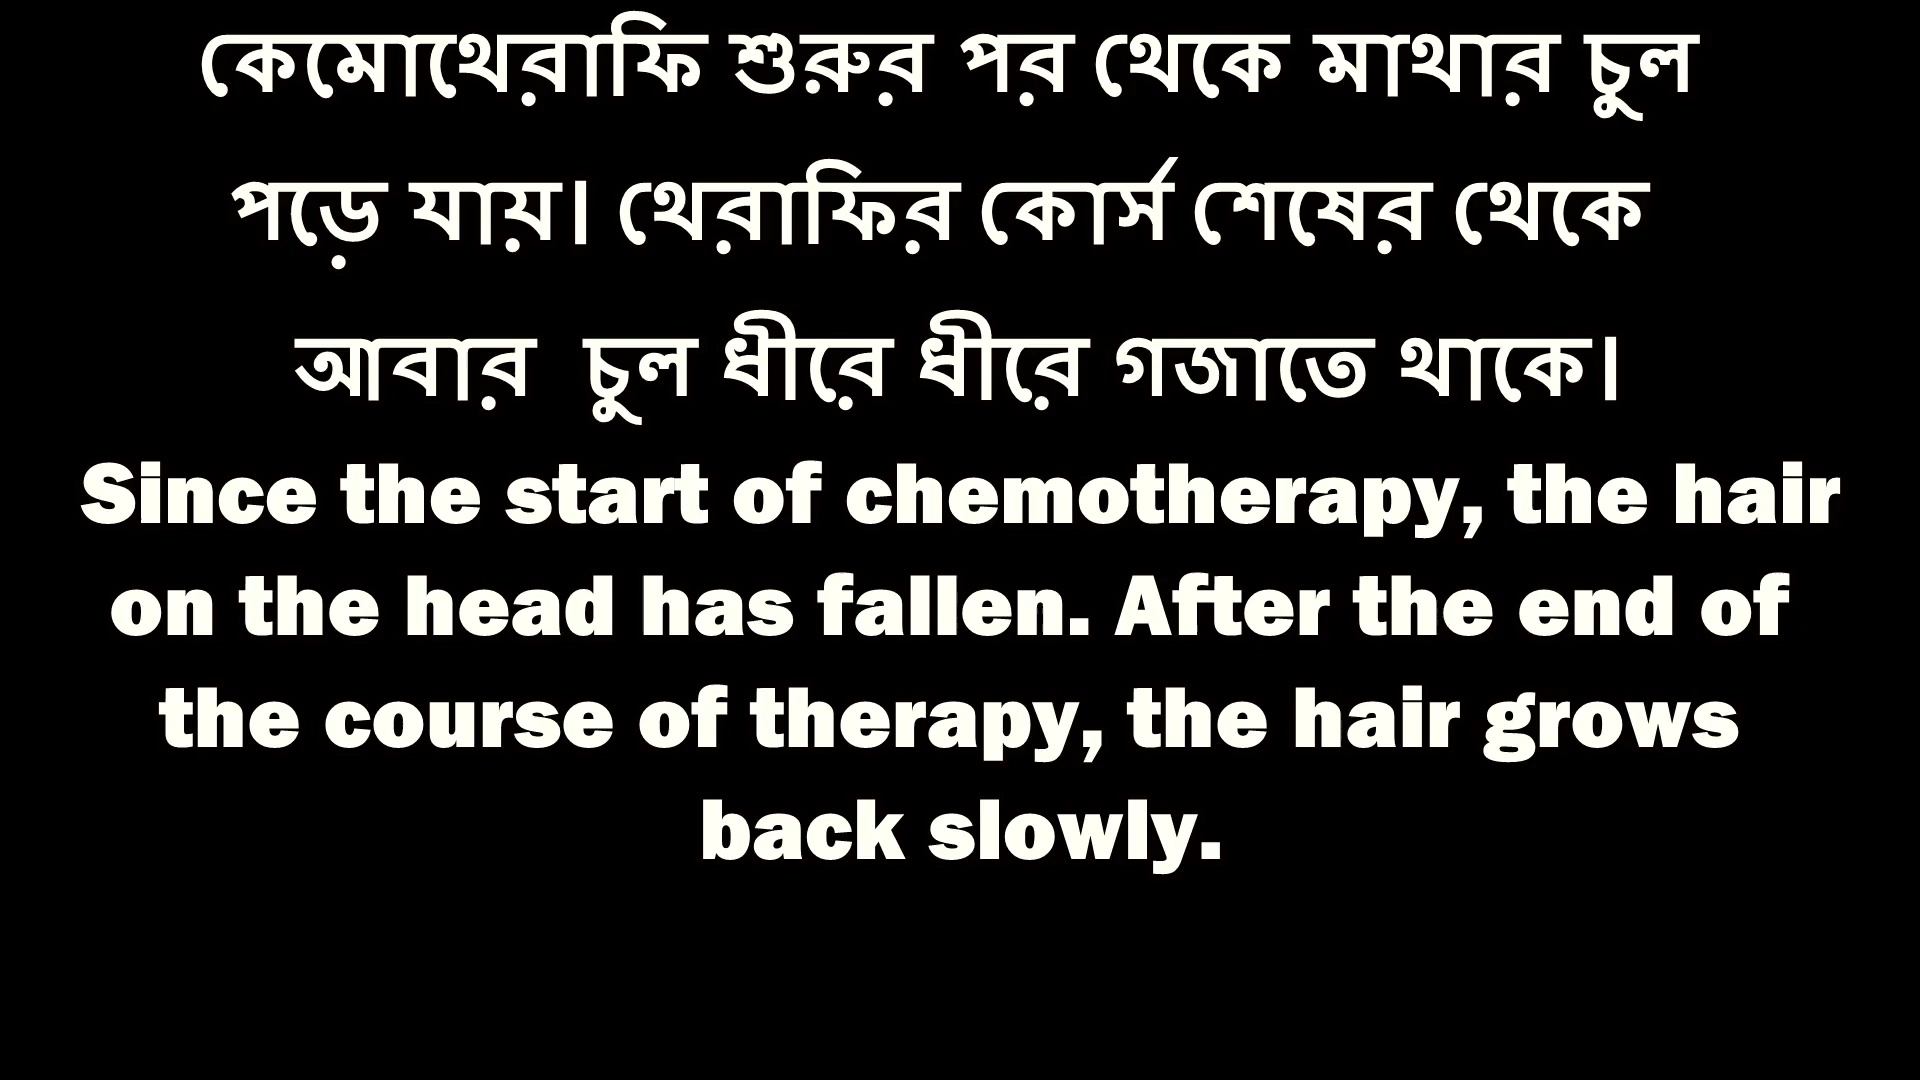 কেমোথেরাফি শুরুর পর থেকে মাথার চুল
পড়ে যায়। থেরাফির কোর্স শেষের থেকে
আবার  চুল ধীরে ধীরে গজাতে থাকে।
Since the start of chemotherapy, the hair
on the head has fallen. After the end of
the course of therapy, the hair grows
back slowly.